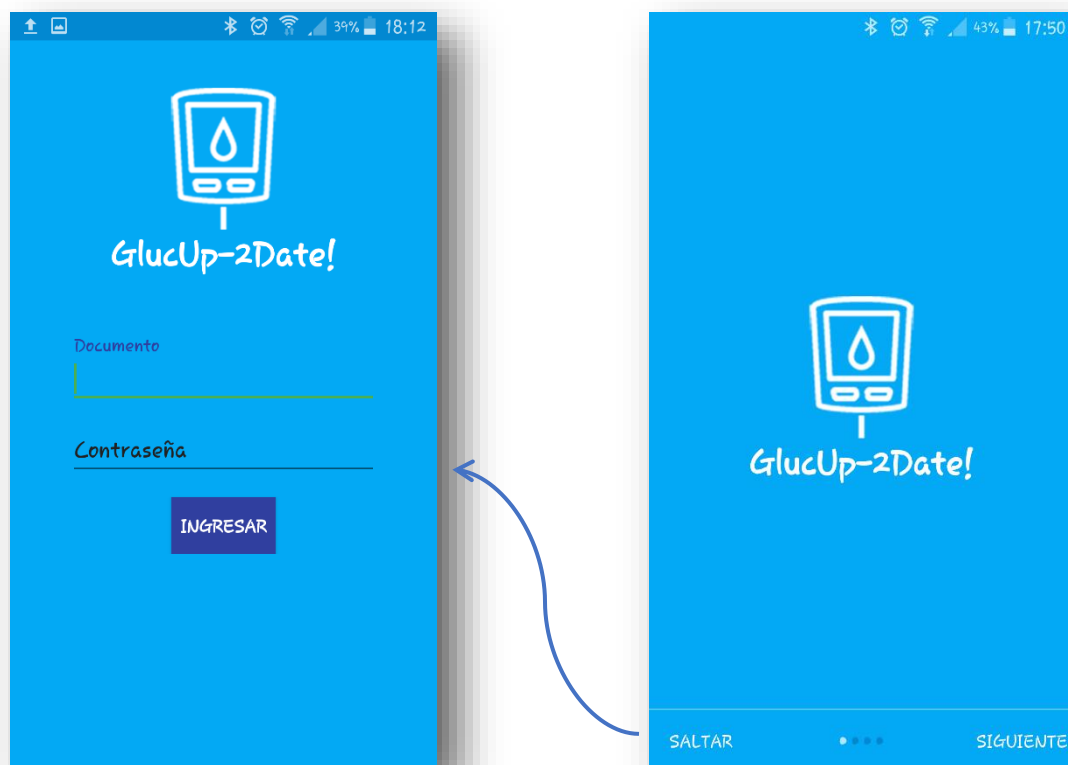 39% 18:12
GlucUp-2Date!
Documento
Contraseña
INGRESAR
43% 17:50
GlucUp-2Date!
SALTAR
SIGUIENTE